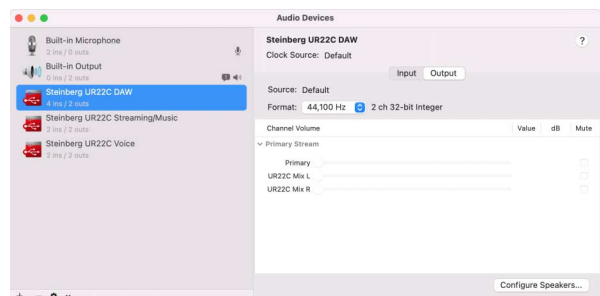 Audio Devices
Built-in Microphone
2 ins / 0 outs
Built-in Output
0 ins / 2 outs
Steinberg UR22C DAW
4 ins / 2 outs
Steinberg UR22C Streaming/Music
2 ins / 2 outs
Steinberg UR22C Voice
2 ins / 2 outs
Steinberg UR22C DAW
?
Clock Source: Default
Input Output
Source: Default
Format: 44,100 Hz 2 ch 32-bit Integer
Channel Volume Value dB Mute
Primary Stream
Primary
UR22C Mix L
UR22C Mix R
Configure Speakers...